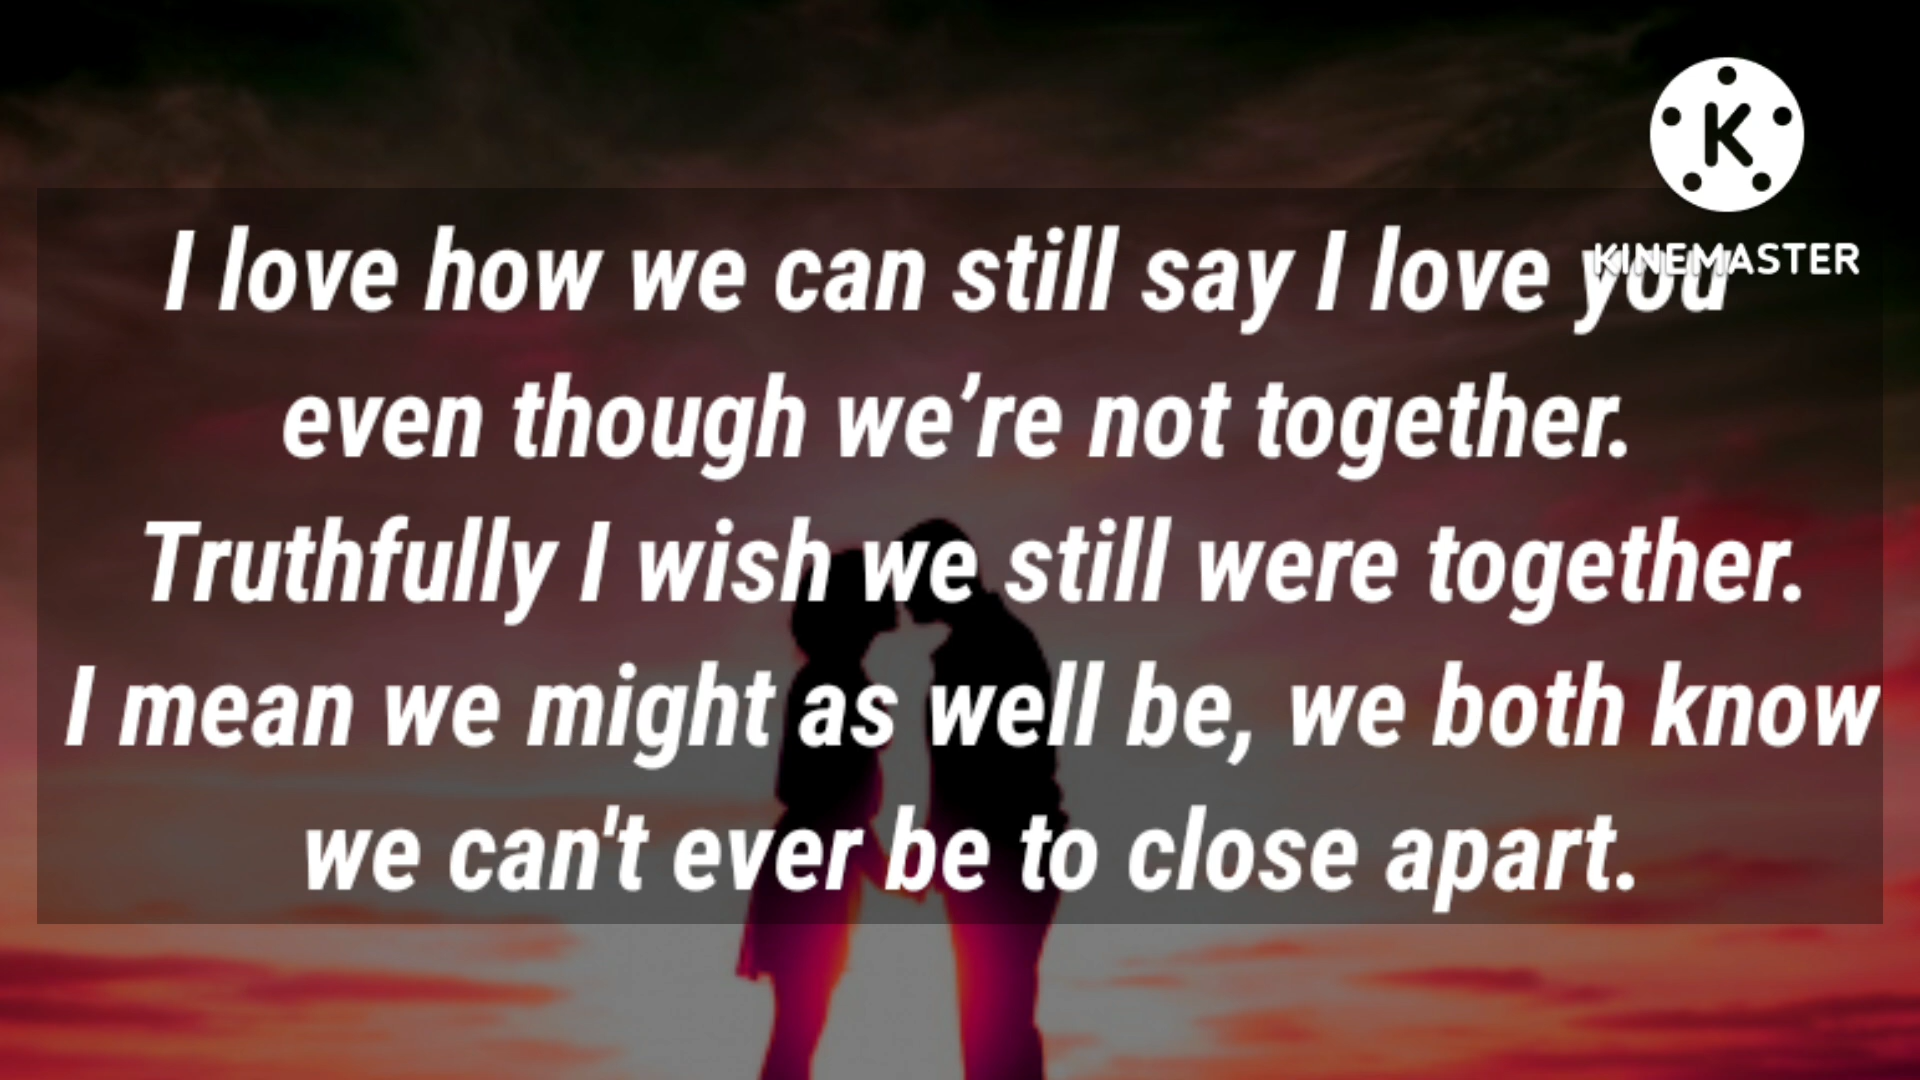 I love how we can still say I love you
KINEMASTER
even though we’re not together.
Truthfully I wish we still were together.
I mean we might as well be, we both know
we can't ever be to close apart.